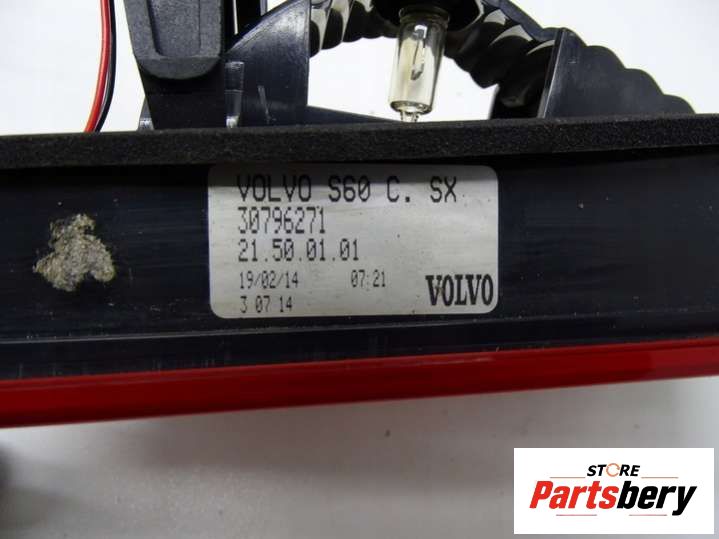 VOLVO S60 C. SX
30796271
21.50.01.01
19/02/14 07:21
3 07 14 VOLVO
STORE
Partsbery